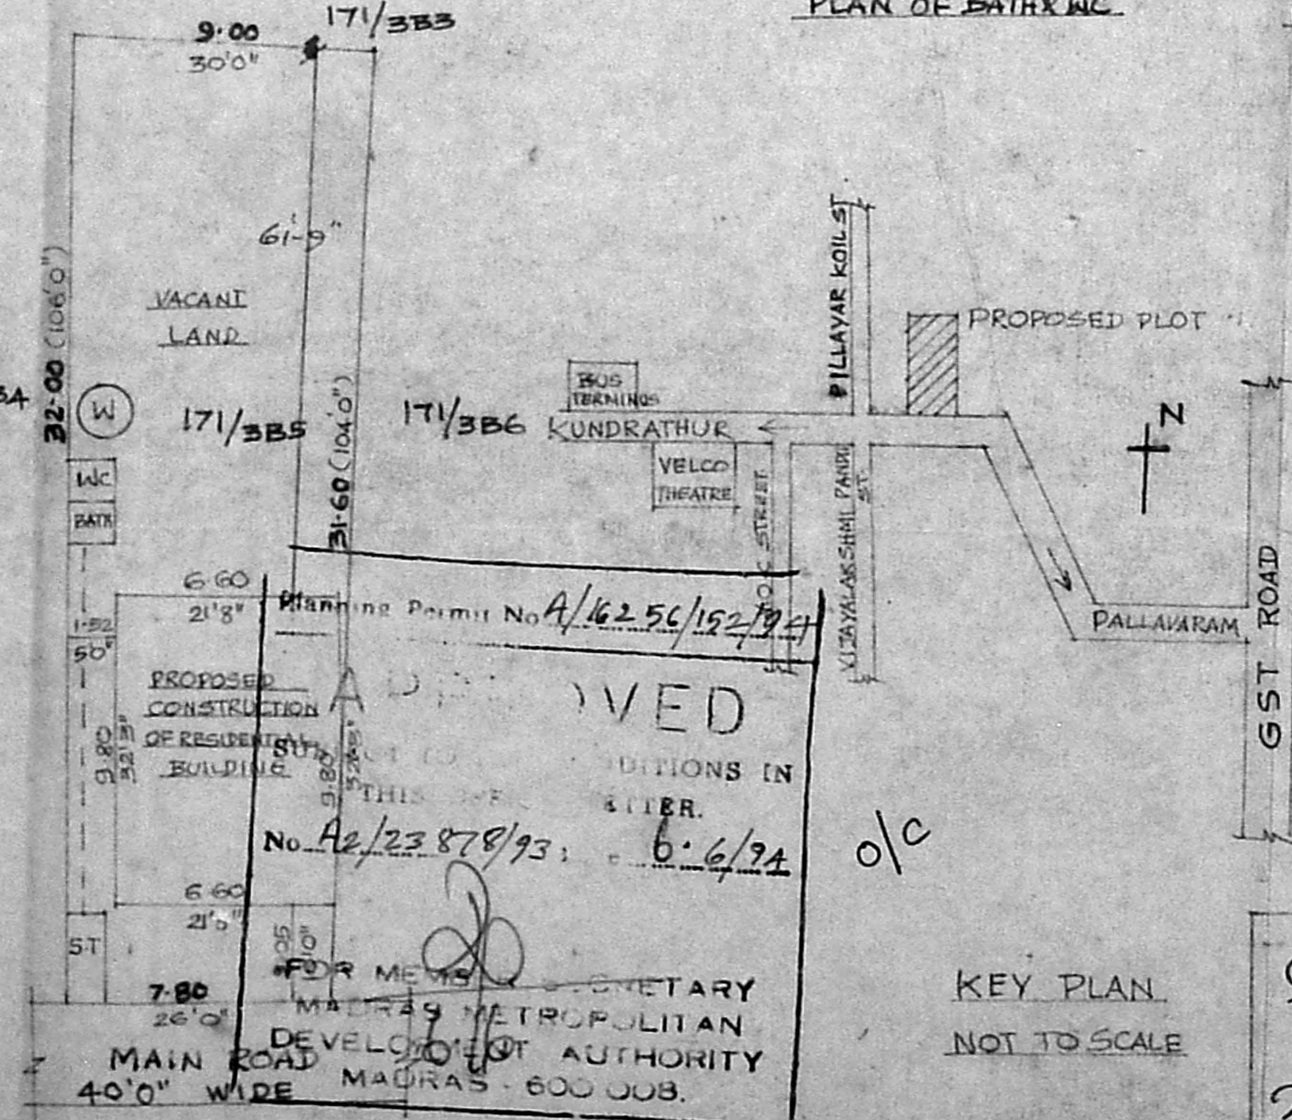 PLAN OF BATH & WC
171/3B3
9.00
30'0"
61'-9"
VACANT
LAND
32.00 (106'0")
W
171/3B5
31.60 (104'0")
171/3B6
WC
BATH
BUS
TERMINUS
KUNDRATHUR
VELCO
THEATRE
PILLAYAR KOIL ST
PROPOSED PLOT
N
O.C. STREET
VIJAYALAKSHMI PANDI
ST.
PALLAVARAM
GST ROAD
6.60
21'8"
1.52
5'0"
PROPOSED
CONSTRUCTION
OF RESIDENTIAL
BUILDING
9.80
32'3"
9.80
Planning Permit No. A/16256/152/94
APPROVED
SUBJECT TO CONDITIONS IN
THIS OFFICE LETTER.
No. A2/23878/93 : 6.6/94
O/C
6.60
S.T
7.80
26'0"
MAIN ROAD
40'0" WIDE
FOR MEMBER SECRETARY
MADRAS METROPOLITAN
DEVELOPMENT AUTHORITY
MADRAS - 600 008.
KEY PLAN
NOT TO SCALE